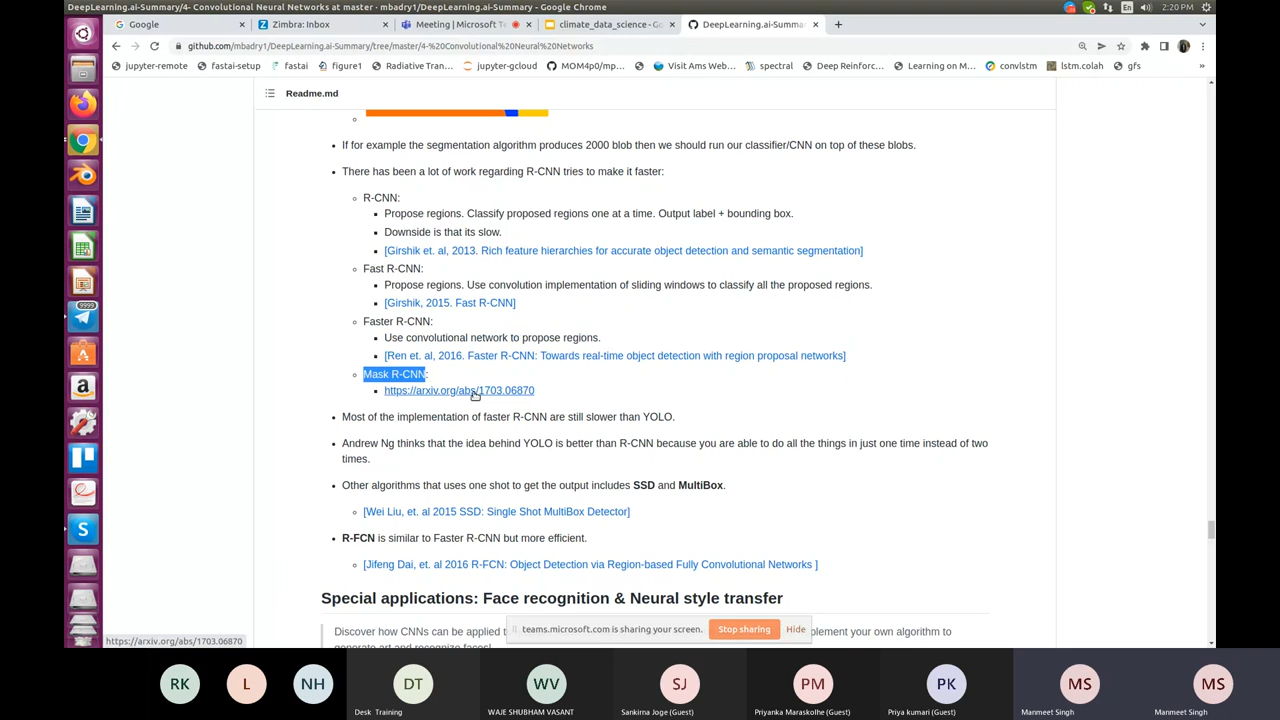 DeepLearning.ai-Summary/4- Convolutional Neural Networks at master · mbadry1/DeepLearning.ai-Summary - Google Chrome
En 2:20 PM
Google
Zimbra: Inbox
Meeting | Microsoft Te
climate_data_science - Go
DeepLearning.ai-Summa
github.com/mbadry1/DeepLearning.ai-Summary/tree/master/4-%20Convolutional%20Neural%20Networks
jupyter-remote
fastai-setup
fastai
figure1
Radiative Tran...
jupyter-gcloud
MOM4p0/mp...
Visit Ams Web...
spectral
Deep Reinforc...
Learning on M...
convlstm
lstm.colah
gfs
»
Readme.md
If for example the segmentation algorithm produces 2000 blob then we should run our classifier/CNN on top of these blobs.
There has been a lot of work regarding R-CNN tries to make it faster:
R-CNN:
Propose regions. Classify proposed regions one at a time. Output label + bounding box.
Downside is that its slow.
[Girshik et. al, 2013. Rich feature hierarchies for accurate object detection and semantic segmentation]
Fast R-CNN:
Propose regions. Use convolution implementation of sliding windows to classify all the proposed regions.
[Girshik, 2015. Fast R-CNN]
Faster R-CNN:
Use convolutional network to propose regions.
[Ren et. al, 2016. Faster R-CNN: Towards real-time object detection with region proposal networks]
Mask R-CNN:
https://arxiv.org/abs/1703.06870
Most of the implementation of faster R-CNN are still slower than YOLO.
Andrew Ng thinks that the idea behind YOLO is better than R-CNN because you are able to do all the things in just one time instead of two
times.
Other algorithms that uses one shot to get the output includes SSD and MultiBox.
[Wei Liu, et. al 2015 SSD: Single Shot MultiBox Detector]
R-FCN is similar to Faster R-CNN but more efficient.
[Jifeng Dai, et. al 2016 R-FCN: Object Detection via Region-based Fully Convolutional Networks ]
Special applications: Face recognition & Neural style transfer
Discover how CNNs can be applied t
plement your own algorithm to
teams.microsoft.com is sharing your screen.
Stop sharing
Hide
generate art and recognize faces!
https://arxiv.org/abs/1703.06870
9999
RK
L
NH
DT
WV
SJ
PM
PK
MS
MS
Desk Training
WAJE SHUBHAM VASANT
Sankirna Joge (Guest)
Priyanka Maraskolhe (Guest)
Priya kumari (Guest)
Manmeet Singh
Manmeet Singh